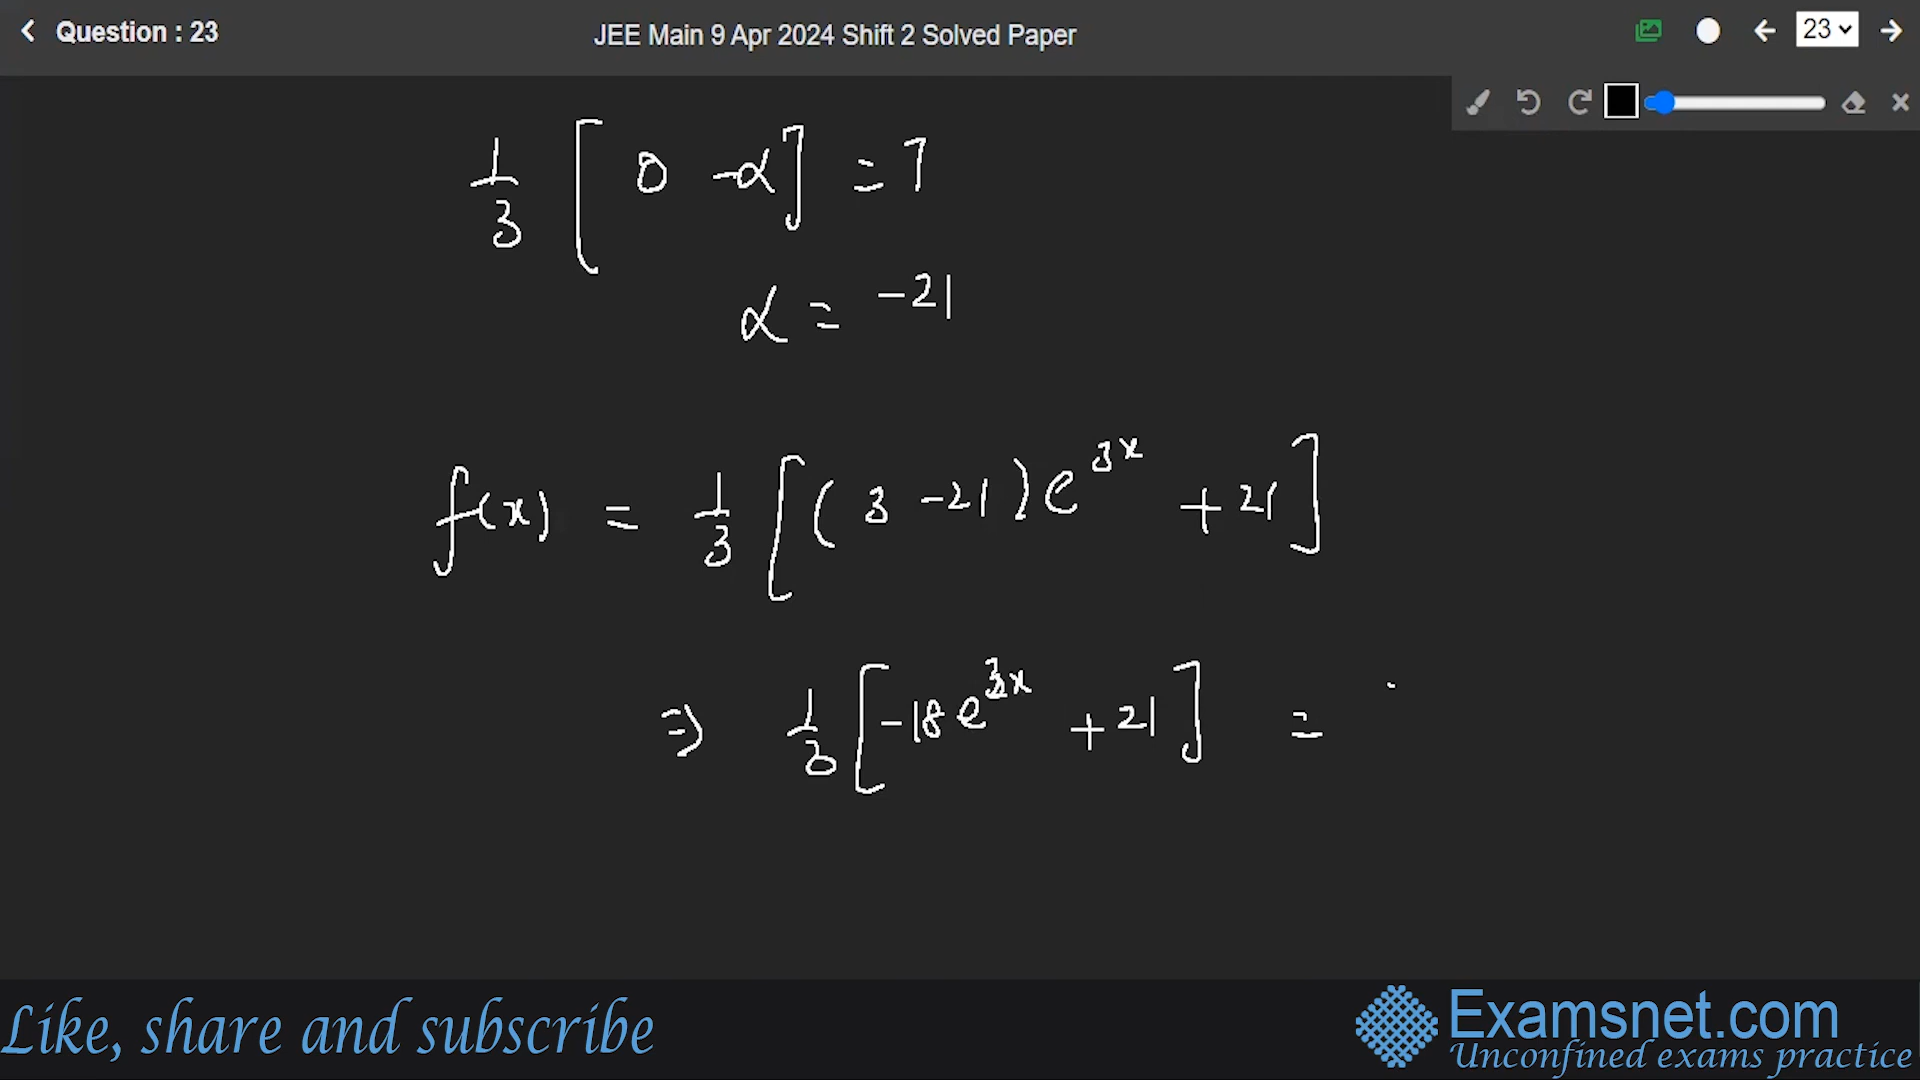 Question : 23
JEE Main 9 Apr 2024 Shift 2 Solved Paper
23
1/3 [ 0 -α ] = 7
α = -21
f(x) = 1/3 [ ( 3 -21 ) e^3x + 21 ]
⇒ 1/3 [ -18 e^3x + 21 ] =
Like, share and subscribe
Examsnet.com
Unconfined exams practice